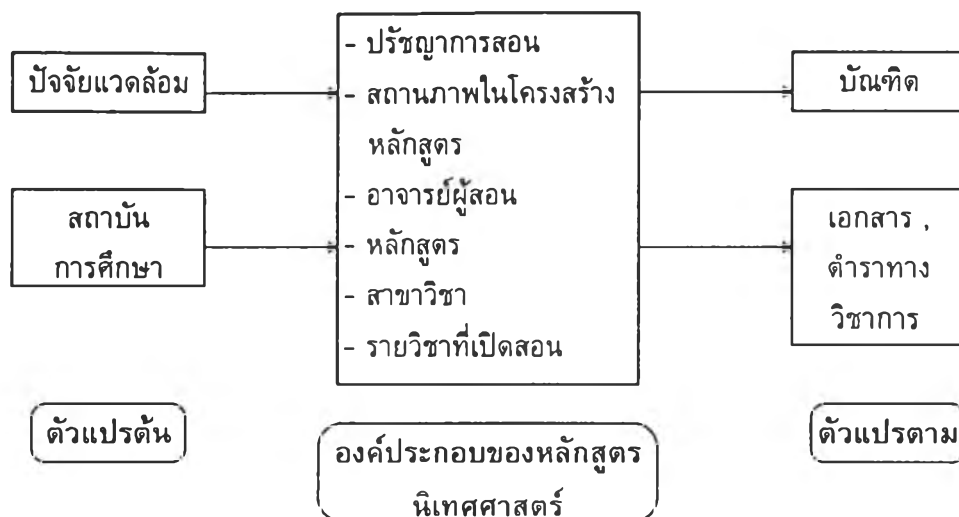 ปัจจัยแวดล้อม
สถาบัน
การศึกษา
- ปรัชญาการสอน
- สถานภาพในโครงสร้าง
หลักสูตร
- อาจารย์ผู้สอน
- หลักสูตร
- สาขาวิชา
- รายวิชาที่เปิดสอน
บัณฑิต
เอกสาร ,
ตำราทาง
วิชาการ
ตัวแปรต้น
องค์ประกอบของหลักสูตร
นิเทศศาสตร์
ตัวแปรตาม